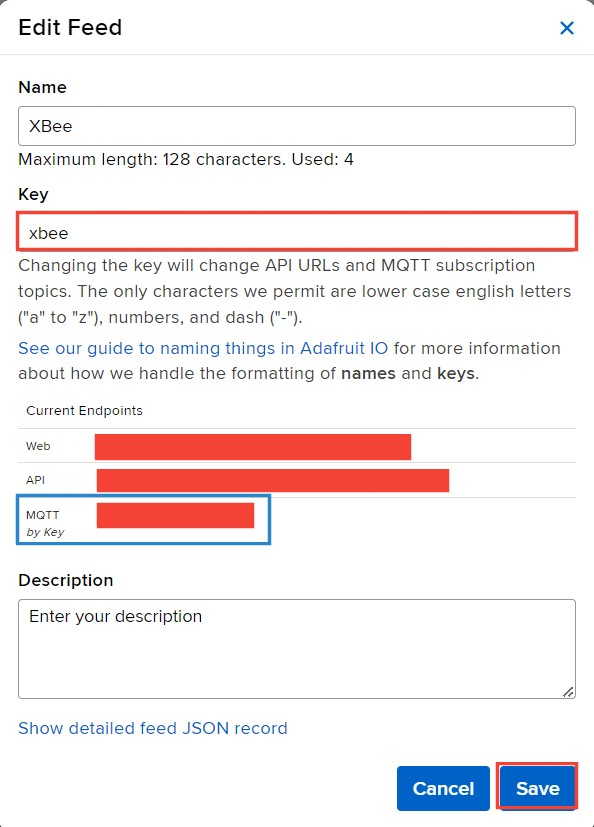 Edit Feed
Name
XBee
Maximum length: 128 characters. Used: 4
Key
xbee
Changing the key will change API URLs and MQTT subscription
topics. The only characters we permit are lower case english letters
("a" to "z"), numbers, and dash ("-").
See our guide to naming things in Adafruit IO for more information
about how we handle the formatting of names and keys.
Current Endpoints
Web
API
MQTT
by Key
Description
Enter your description
Show detailed feed JSON record
Cancel Save